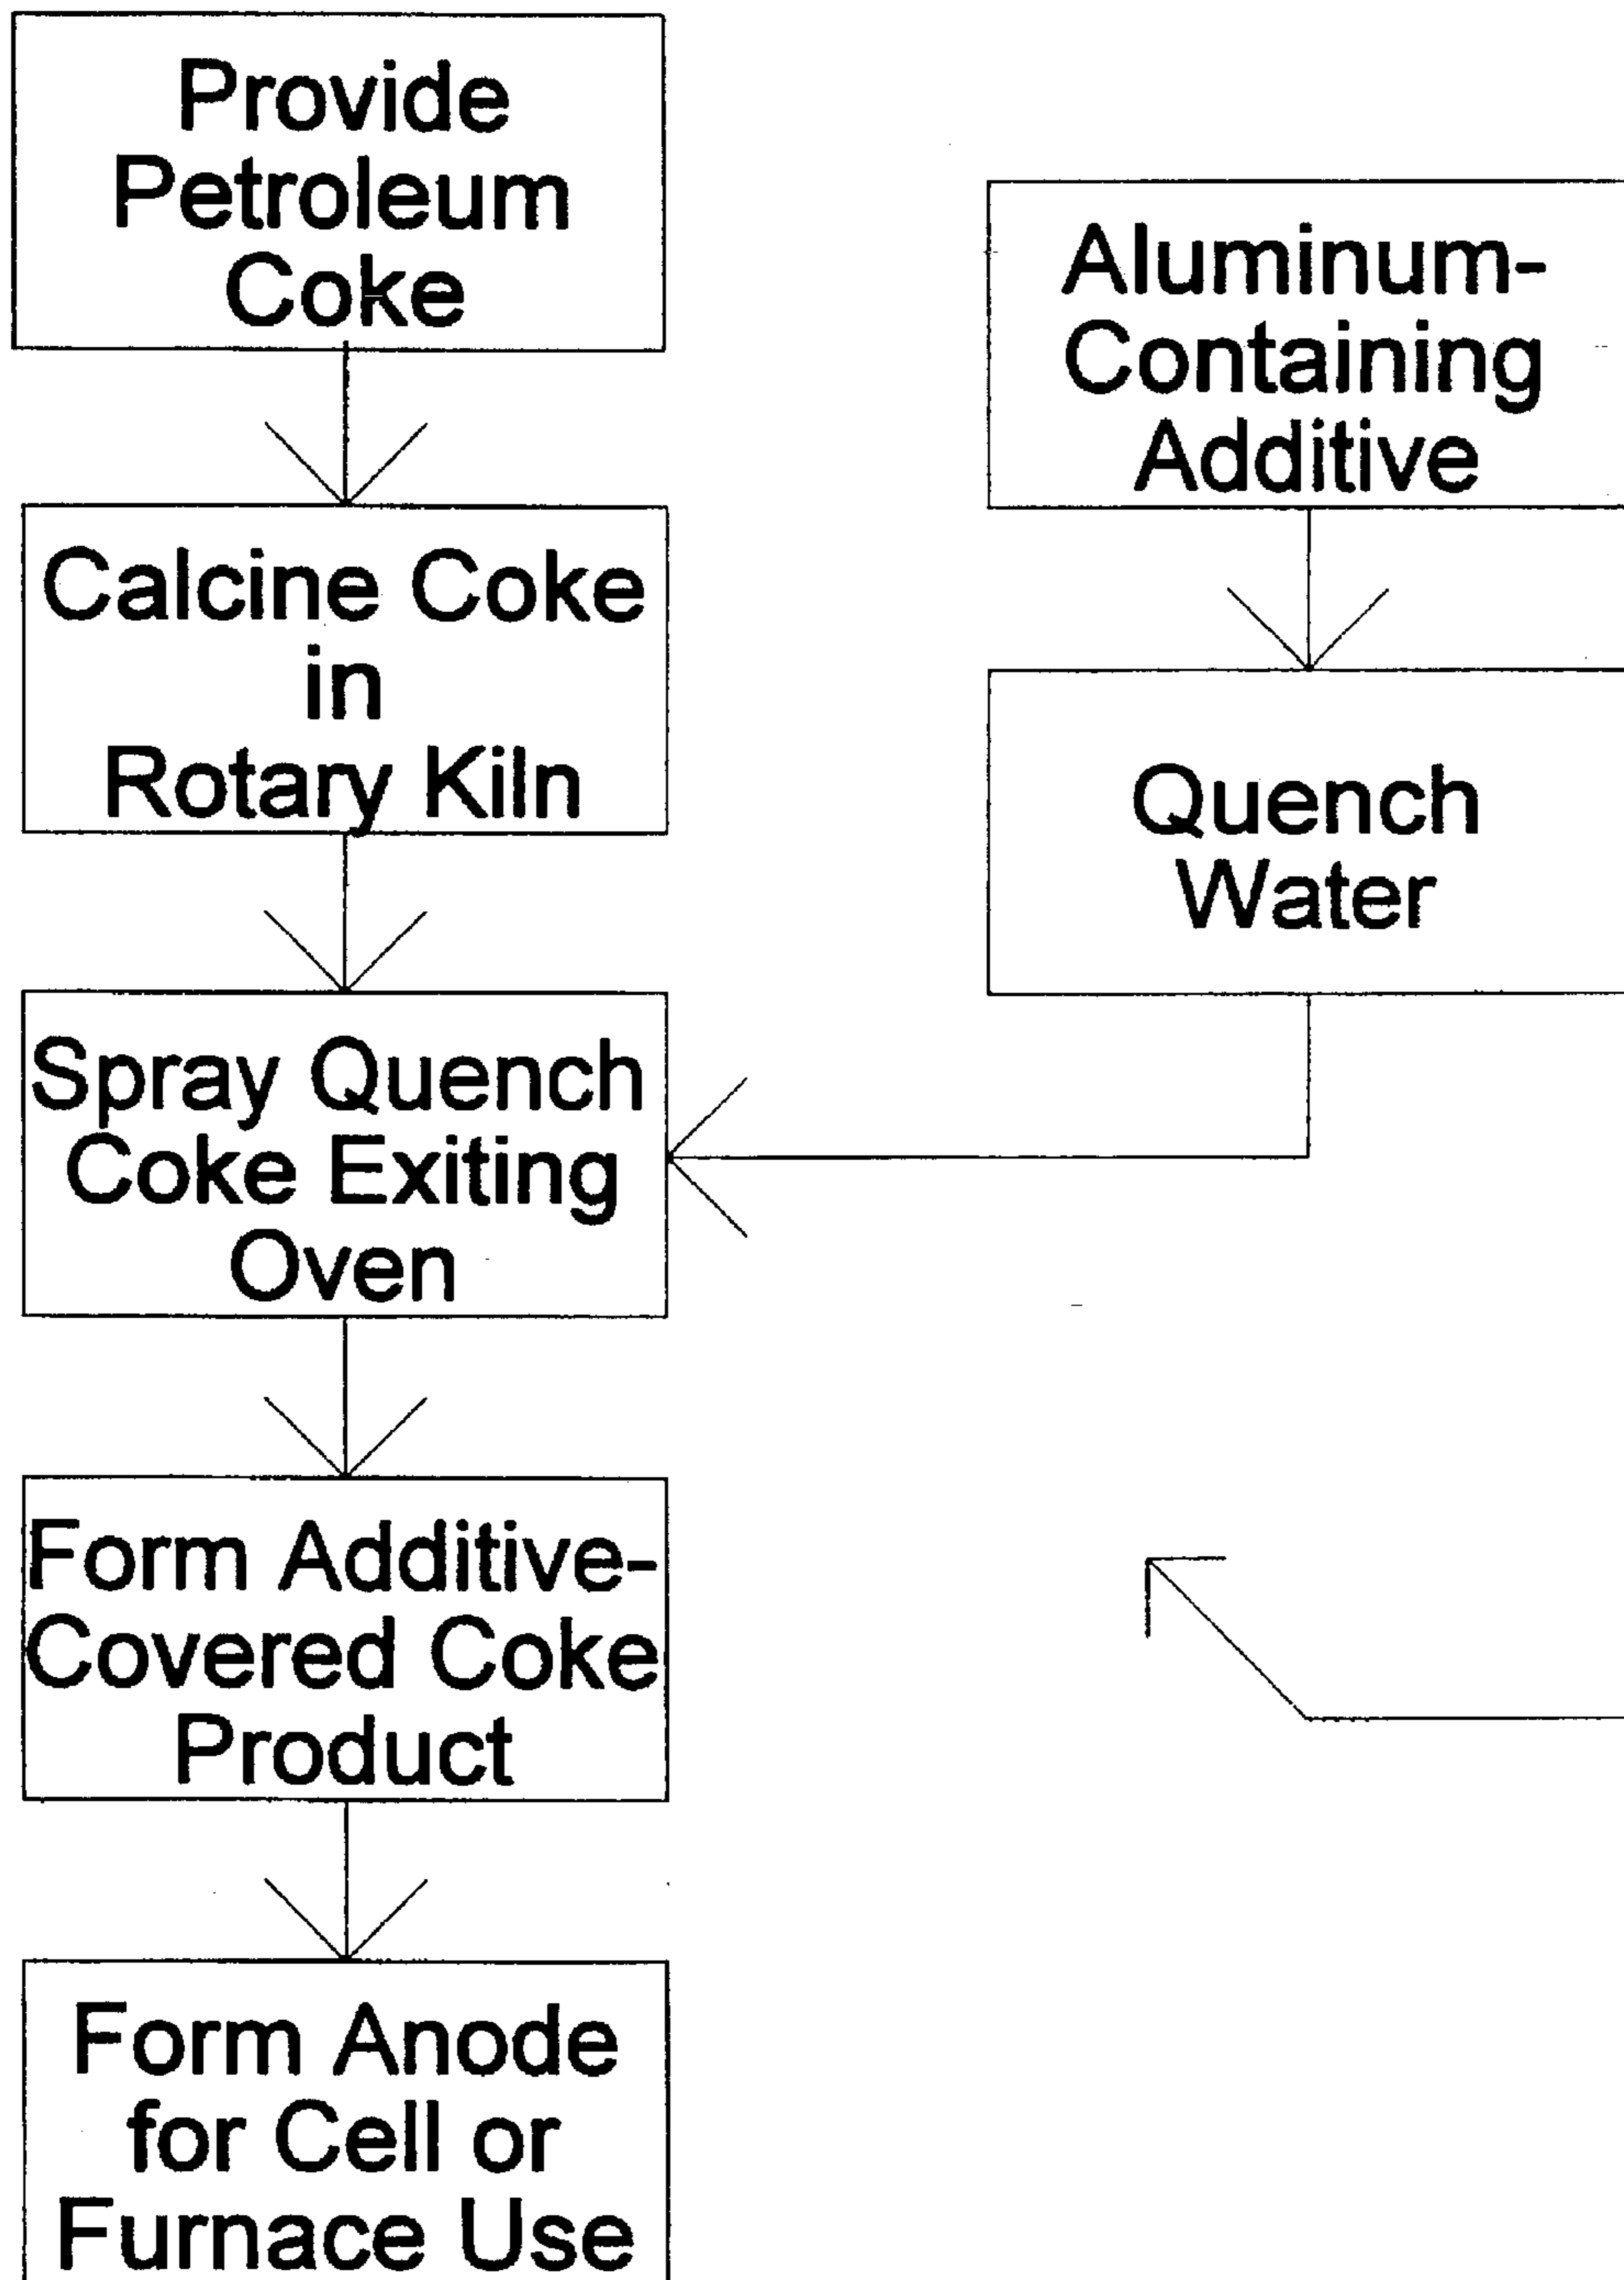 Provide
Petroleum
Coke
Aluminum-
Containing
Additive
Calcine Coke
in
Rotary Kiln
Quench
Water
Spray Quench
Coke Exiting
Oven
Form Additive-
Covered Coke
Product
Form Anode
for Cell or
Furnace Use